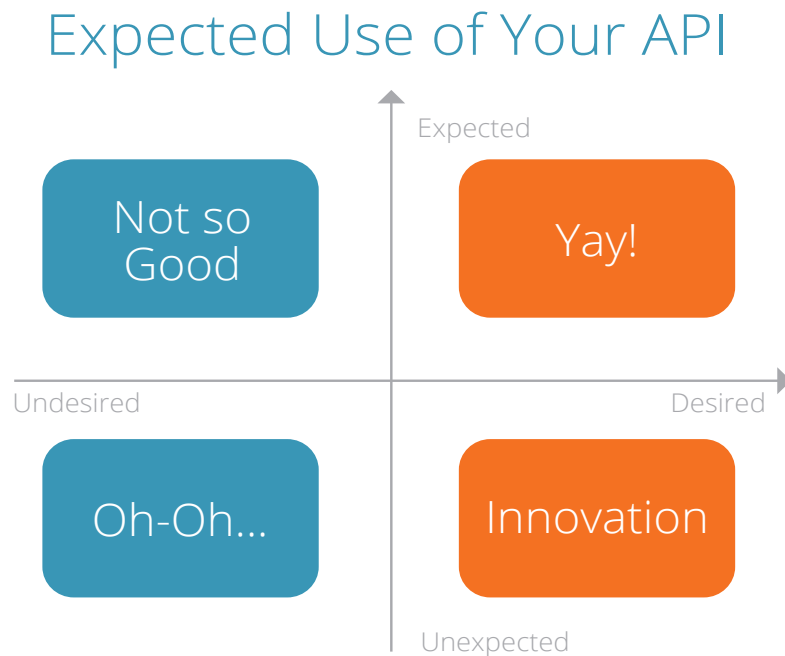 Expected Use of Your API
Expected
Not so
Good
Yay!
Undesired
Desired
Oh-Oh...
Innovation
Unexpected